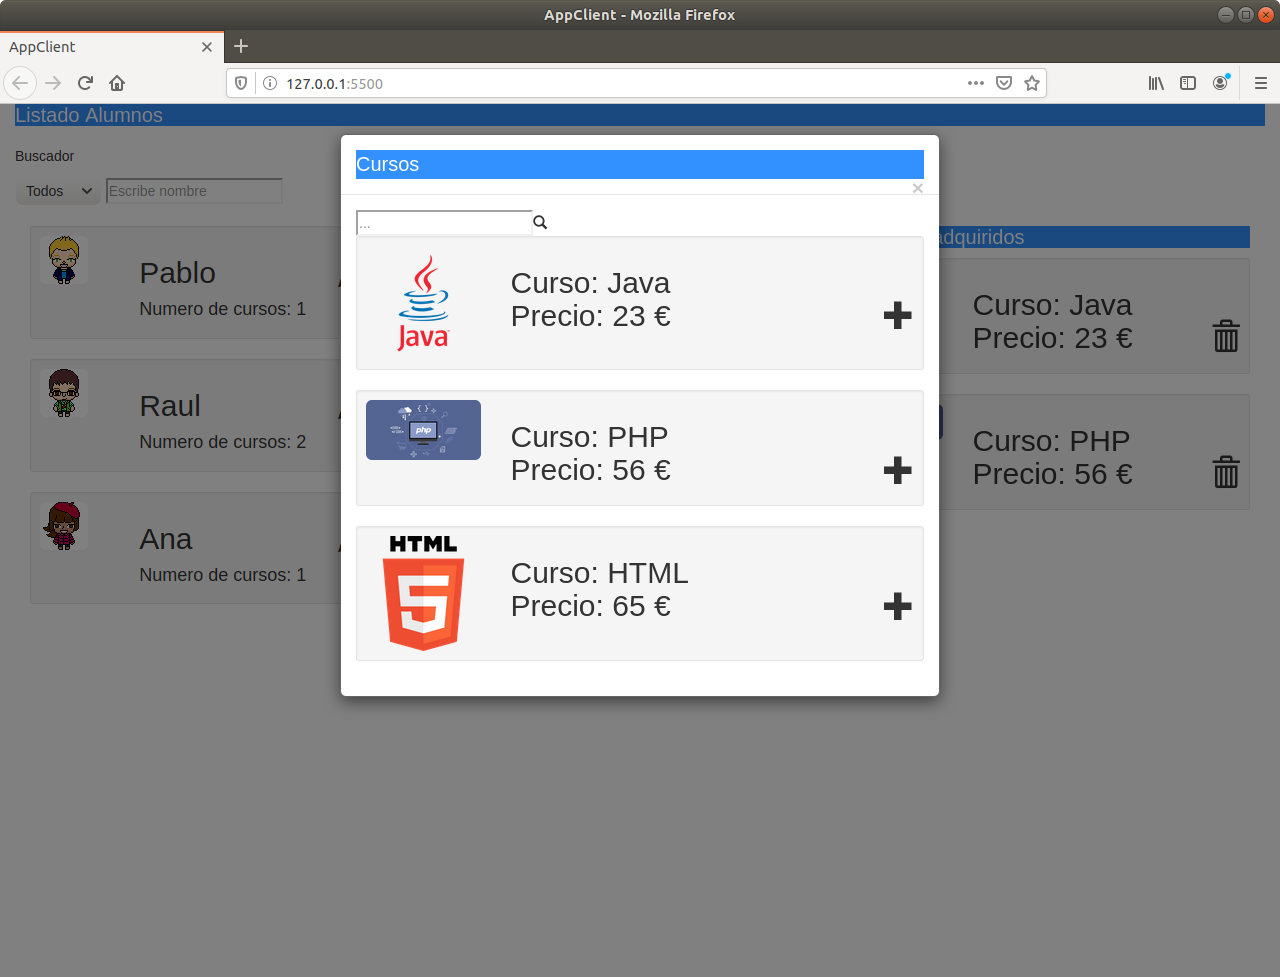 AppClient - Mozilla Firefox
AppClient
127.0.0.1:5500
Listado Alumnos
Buscador
Todos
Escribe nombre
Pablo
Numero de cursos: 1
Raul
Numero de cursos: 2
Ana
Numero de cursos: 1
Cursos
×
...
Java
Curso: Java
Precio: 23 €
php
Curso: PHP
Precio: 56 €
HTML
5
Curso: HTML
Precio: 65 €
adquiridos
Curso: Java
Precio: 23 €
Curso: PHP
Precio: 56 €